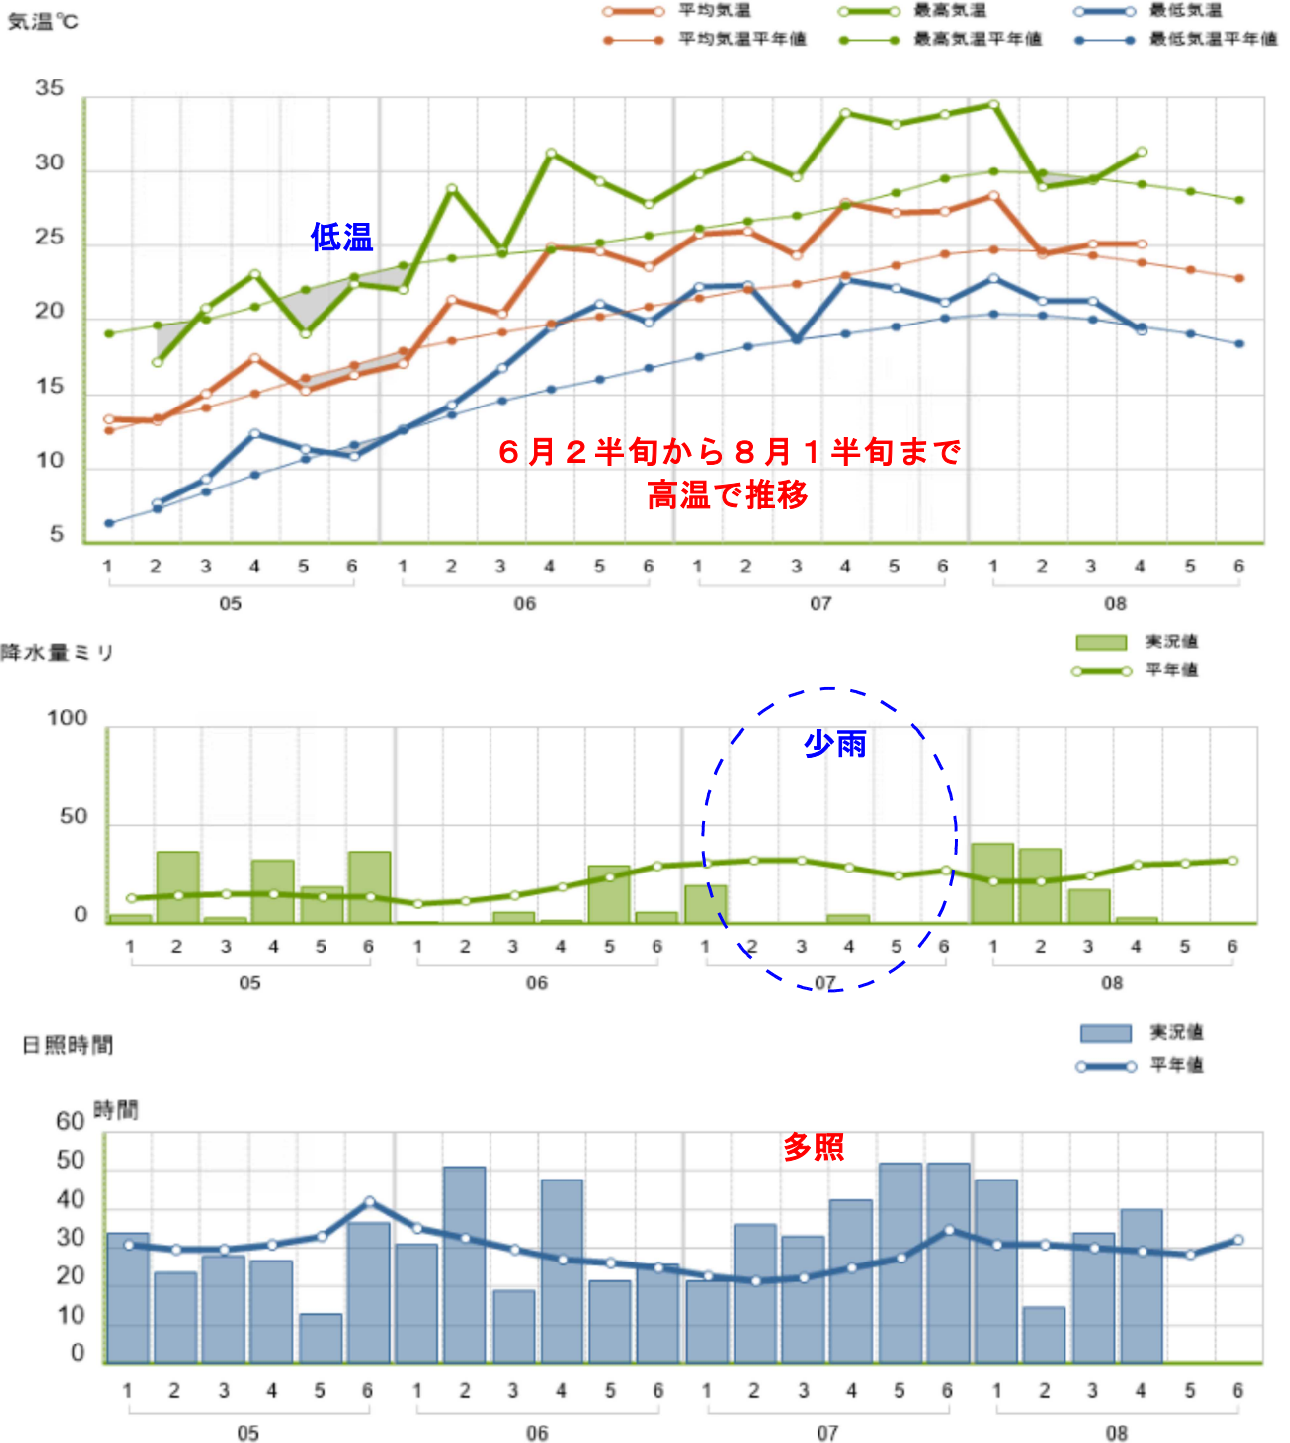 気温℃
平均気温
最高気温
最低気温
平均気温平年値
最高気温平年値
最低気温平年値
35
30
25
20
15
10
5
低温
6月2半旬から8月1半旬まで
高温で推移
1 2 3 4 5 6 1 2 3 4 5 6 1 2 3 4 5 6 1 2 3 4 5 6
05 06 07 08
降水量ミリ
実況値
平年値
100
50
0
少雨
1 2 3 4 5 6 1 2 3 4 5 6 1 2 3 4 5 6 1 2 3 4 5 6
05 06 07 08
日照時間
実況値
平年値
時間
60
50
40
30
20
10
0
多照
1 2 3 4 5 6 1 2 3 4 5 6 1 2 3 4 5 6 1 2 3 4 5 6
05 06 07 08